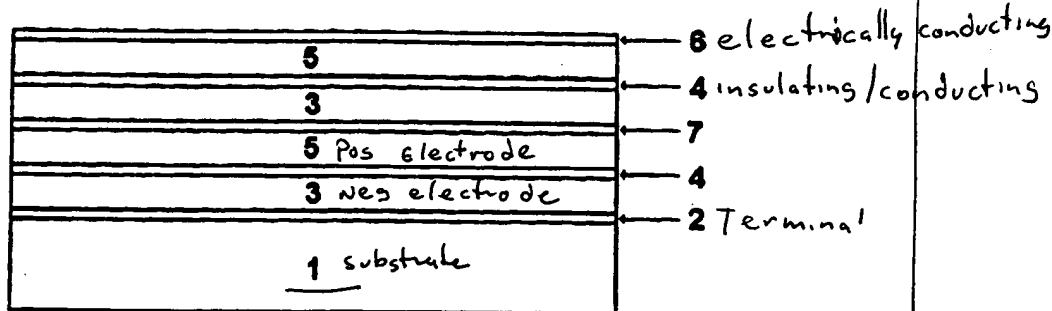 6 electrically conducting
5
4 insulating/conducting
3
7
5 Pos Electrode
4
3 Neg electrode
2 Terminal
1 substrate